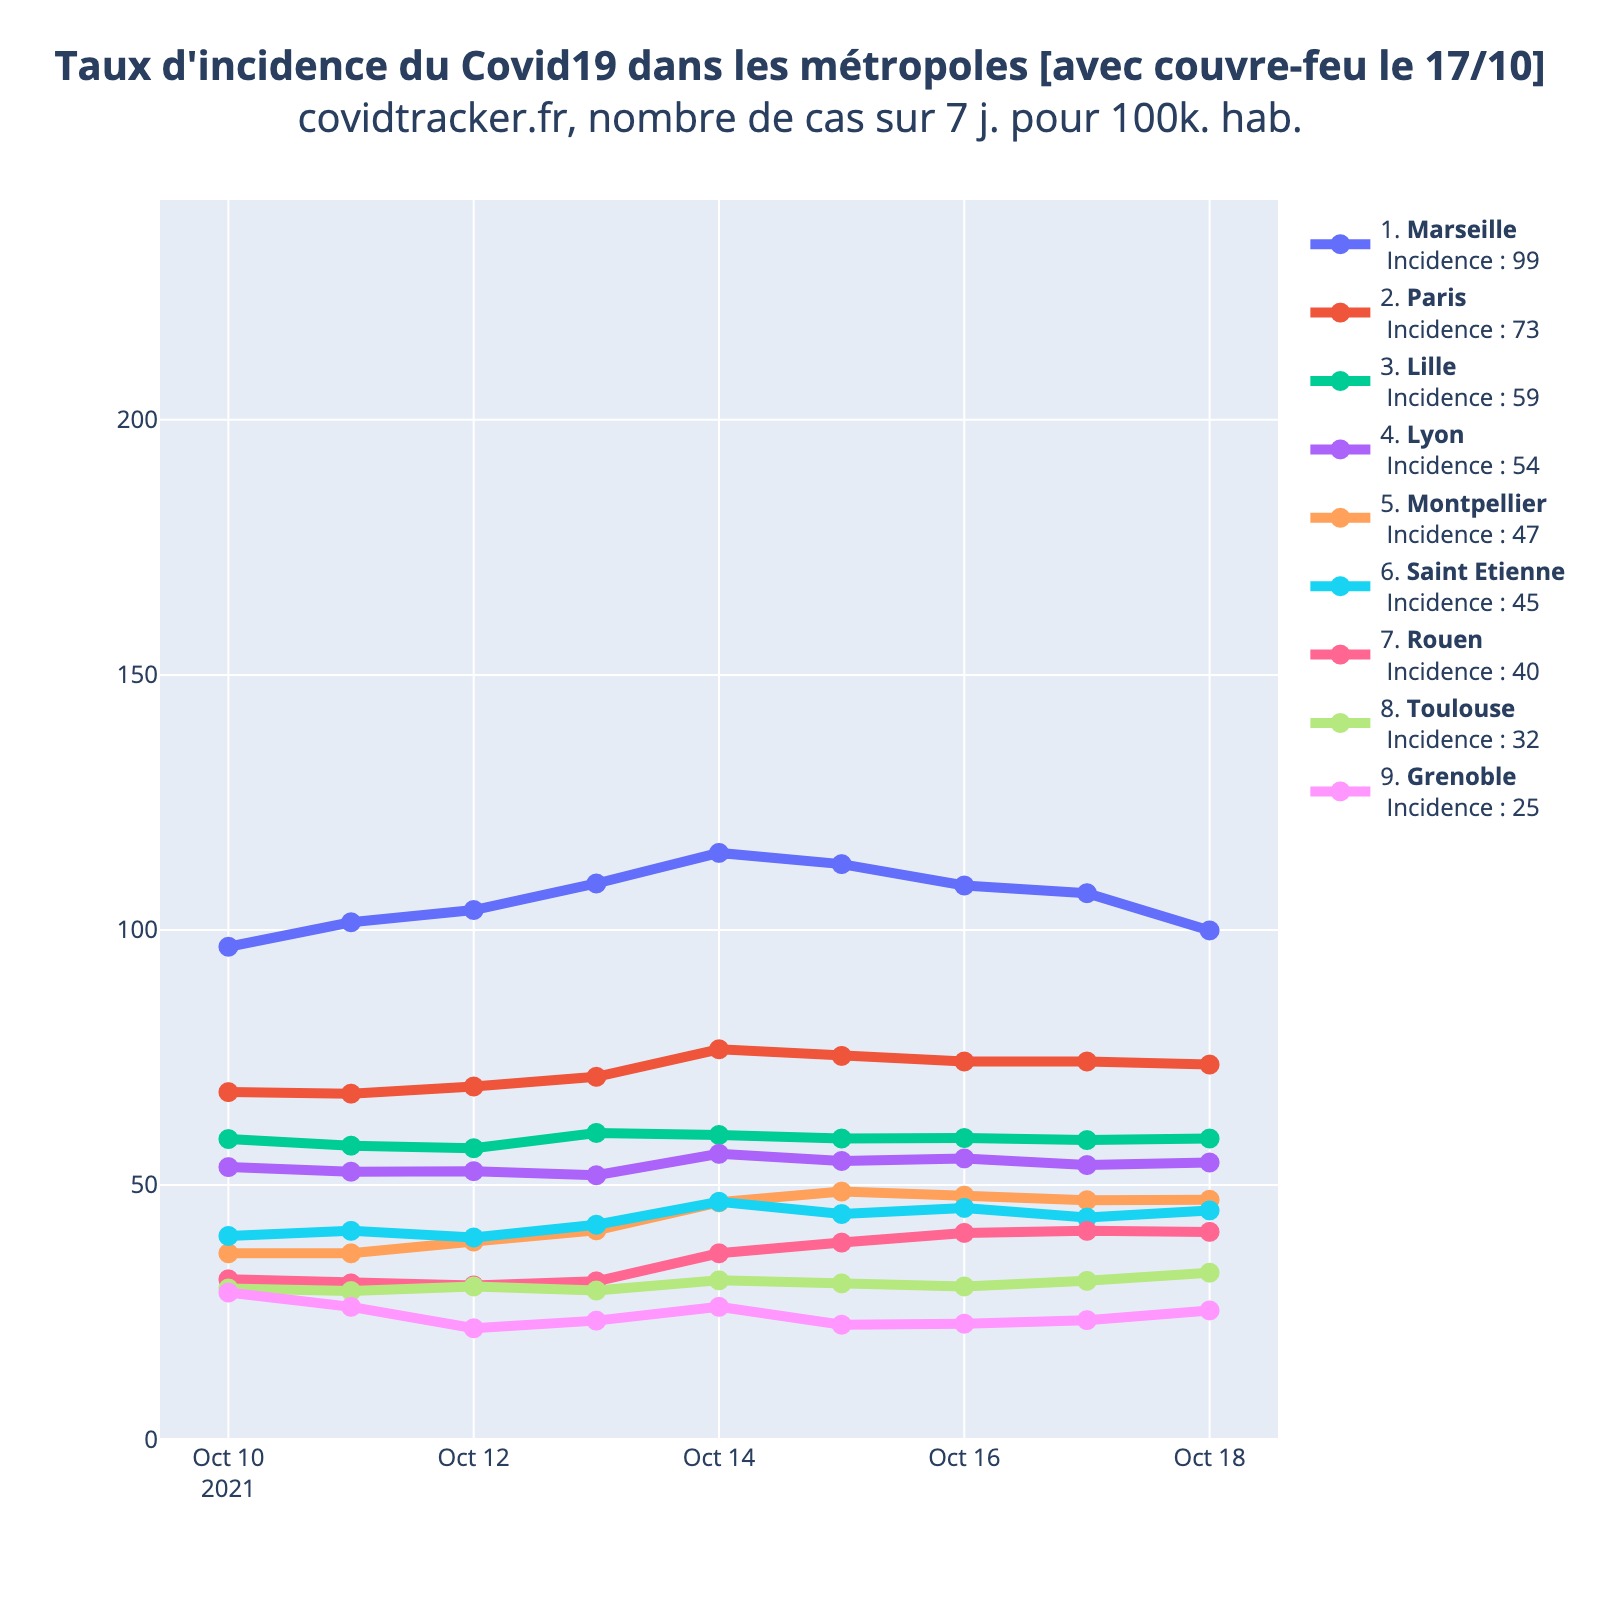 Taux d'incidence du Covid19 dans les métropoles [avec couvre-feu le 17/10]
covidtracker.fr, nombre de cas sur 7 j. pour 100k. hab.
1. Marseille
Incidence : 99
2. Paris
Incidence : 73
3. Lille
Incidence : 59
4. Lyon
Incidence : 54
5. Montpellier
Incidence : 47
6. Saint Etienne
Incidence : 45
7. Rouen
Incidence : 40
8. Toulouse
Incidence : 32
9. Grenoble
Incidence : 25
200
150
100
50
0
Oct 10 Oct 12 Oct 14 Oct 16 Oct 18
2021